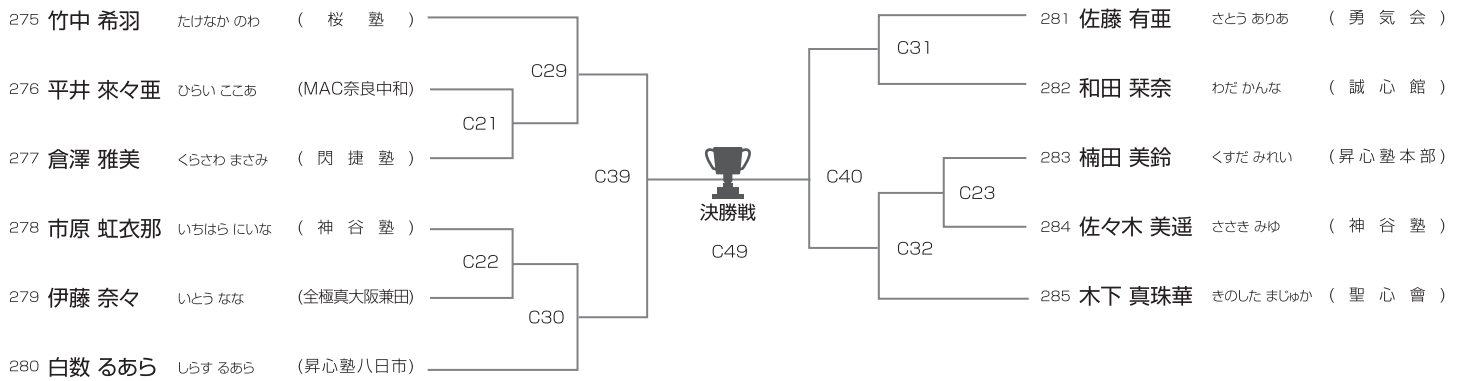 275 竹中 希羽 たけなか のわ ( 桜 塾 )
276 平井 來々亜 ひらい ここあ (MAC奈良中和)
277 倉澤 雅美 くらさわ まさみ ( 閃 捷 塾 )
278 市原 虹衣那 いちはら にいな ( 神 谷 塾 )
279 伊藤 奈々 いとう なな (全極真大阪兼田)
280 白数 るあら しらす るあら (昇心塾八日市)
C29
C21
C39
C22
C30
決勝戦
C49
C31
C40
C23
C32
281 佐藤 有亜 さとう ありあ ( 勇 気 会 )
282 和田 栞奈 わだ かんな ( 誠 心 館 )
283 楠田 美鈴 くすだ みれい (昇心塾本部)
284 佐々木 美遥 ささき みゆ ( 神 谷 塾 )
285 木下 真珠華 きのした まじゅか ( 聖 心 會 )